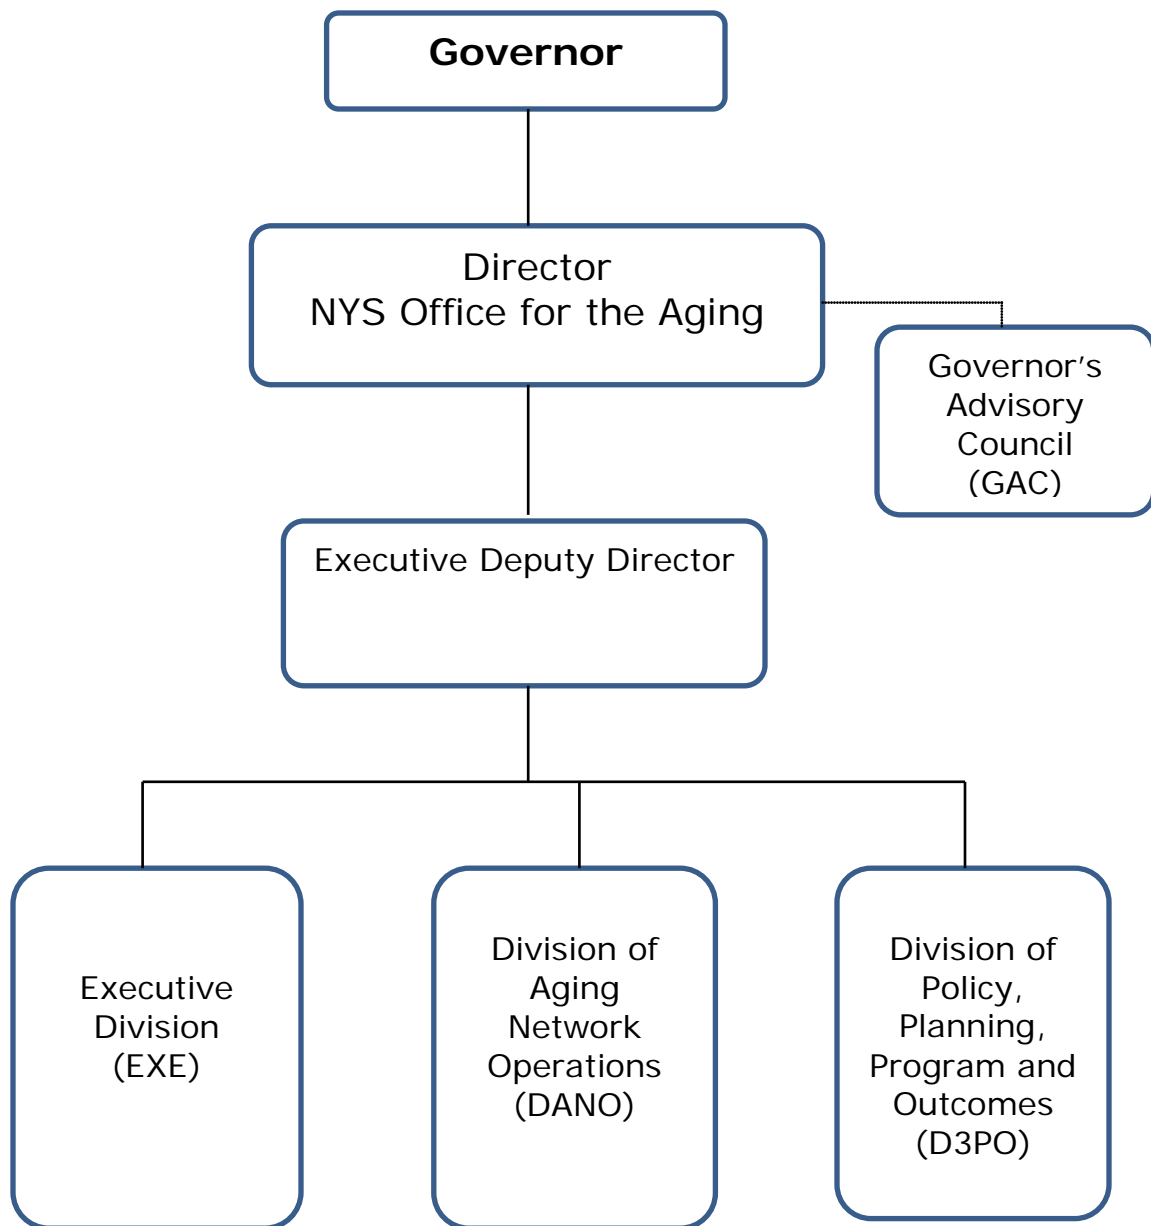 Governor
Director
NYS Office for the Aging
Governor's
Advisory
Council
(GAC)
Executive Deputy Director
Executive
Division
(EXE)
Division of
Aging
Network
Operations
(DANO)
Division of
Policy,
Planning,
Program and
Outcomes
(D3PO)